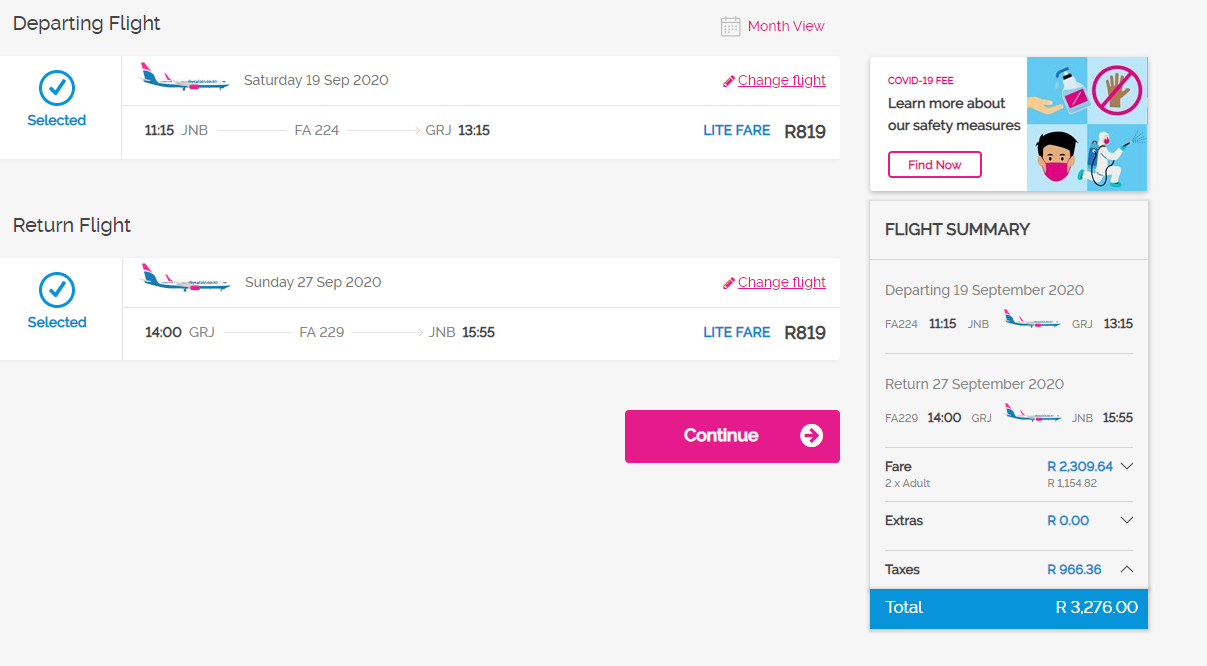 Departing Flight
Month View
Selected
Saturday 19 Sep 2020
Change flight
11:15 JNB FA 224 GRJ 13:15 LITE FARE R819
Return Flight
Selected
Sunday 27 Sep 2020
Change flight
14:00 GRJ FA 229 JNB 15:55 LITE FARE R819
Continue
COVID-19 FEE
Learn more about
our safety measures
Find Now
FLIGHT SUMMARY
Departing 19 September 2020
FA224 11:15 JNB GRJ 13:15
Return 27 September 2020
FA229 14:00 GRJ JNB 15:55
Fare R 2,309.64
2 x Adult R 1,154.82
Extras R 0.00
Taxes R 966.36
Total R 3,276.00